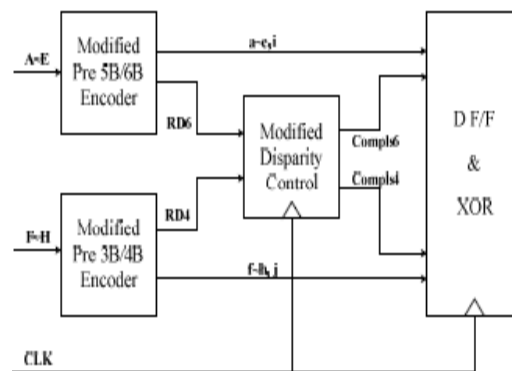 Modified
Pre 5B/6B
Encoder
A~E
a~e,i
RD6
Modified
Disparity
Control
Compls6
Compls4
D F/F
&
XOR
Modified
Pre 3B/4B
Encoder
F~H
RD4
f~h, j
CLK